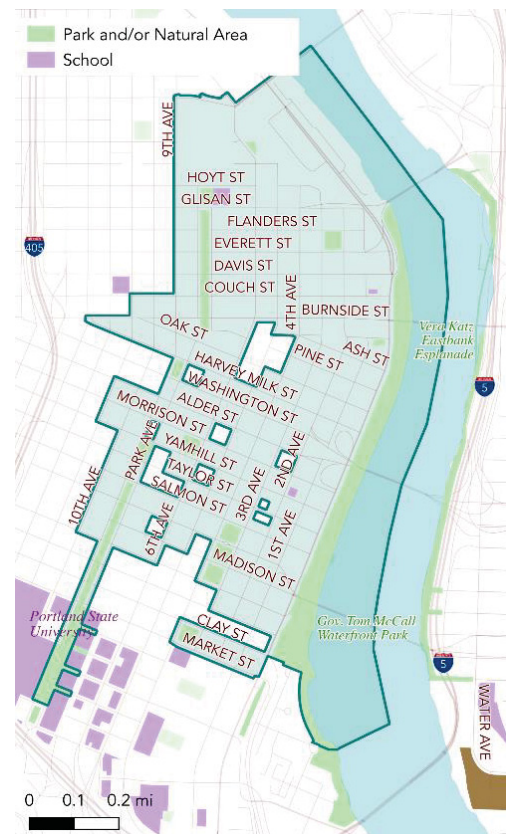 Park and/or Natural Area
School
9TH AVE
HOYT ST
GLISAN ST
FLANDERS ST
EVERETT ST
405
DAVIS ST
COUCH ST
4TH AVE
BURNSIDE ST
OAK ST
ASH ST
PINE ST
Vera Katz
Eastbank
Esplanade
HARVEY MILK ST
WASHINGTON ST
5
ALDER ST
MORRISON ST
PARK AVE
YAMHILL ST
2ND AVE
TAYLOR ST
3RD AVE
SALMON ST
10TH AVE
6TH AVE
1ST AVE
MADISON ST
Portland State
University
CLAY ST
Gov. Tom McCall
Waterfront Park
MARKET ST
5
WATER AVE
0 0.1 0.2 mi